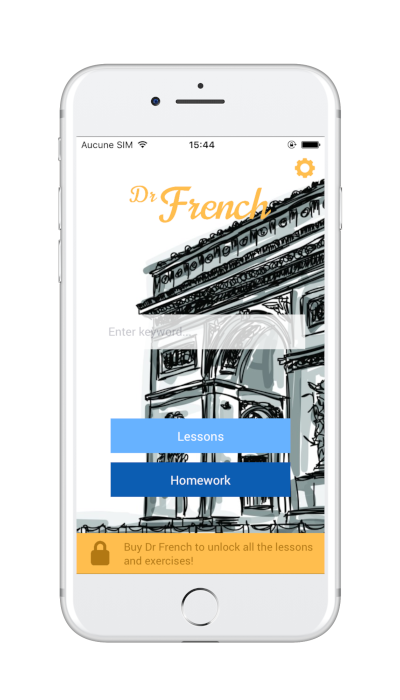 Aucune SIM 15:44
Dr French
Enter keyword...
Lessons
Homework
Buy Dr French to unlock all the lessons
and exercises!